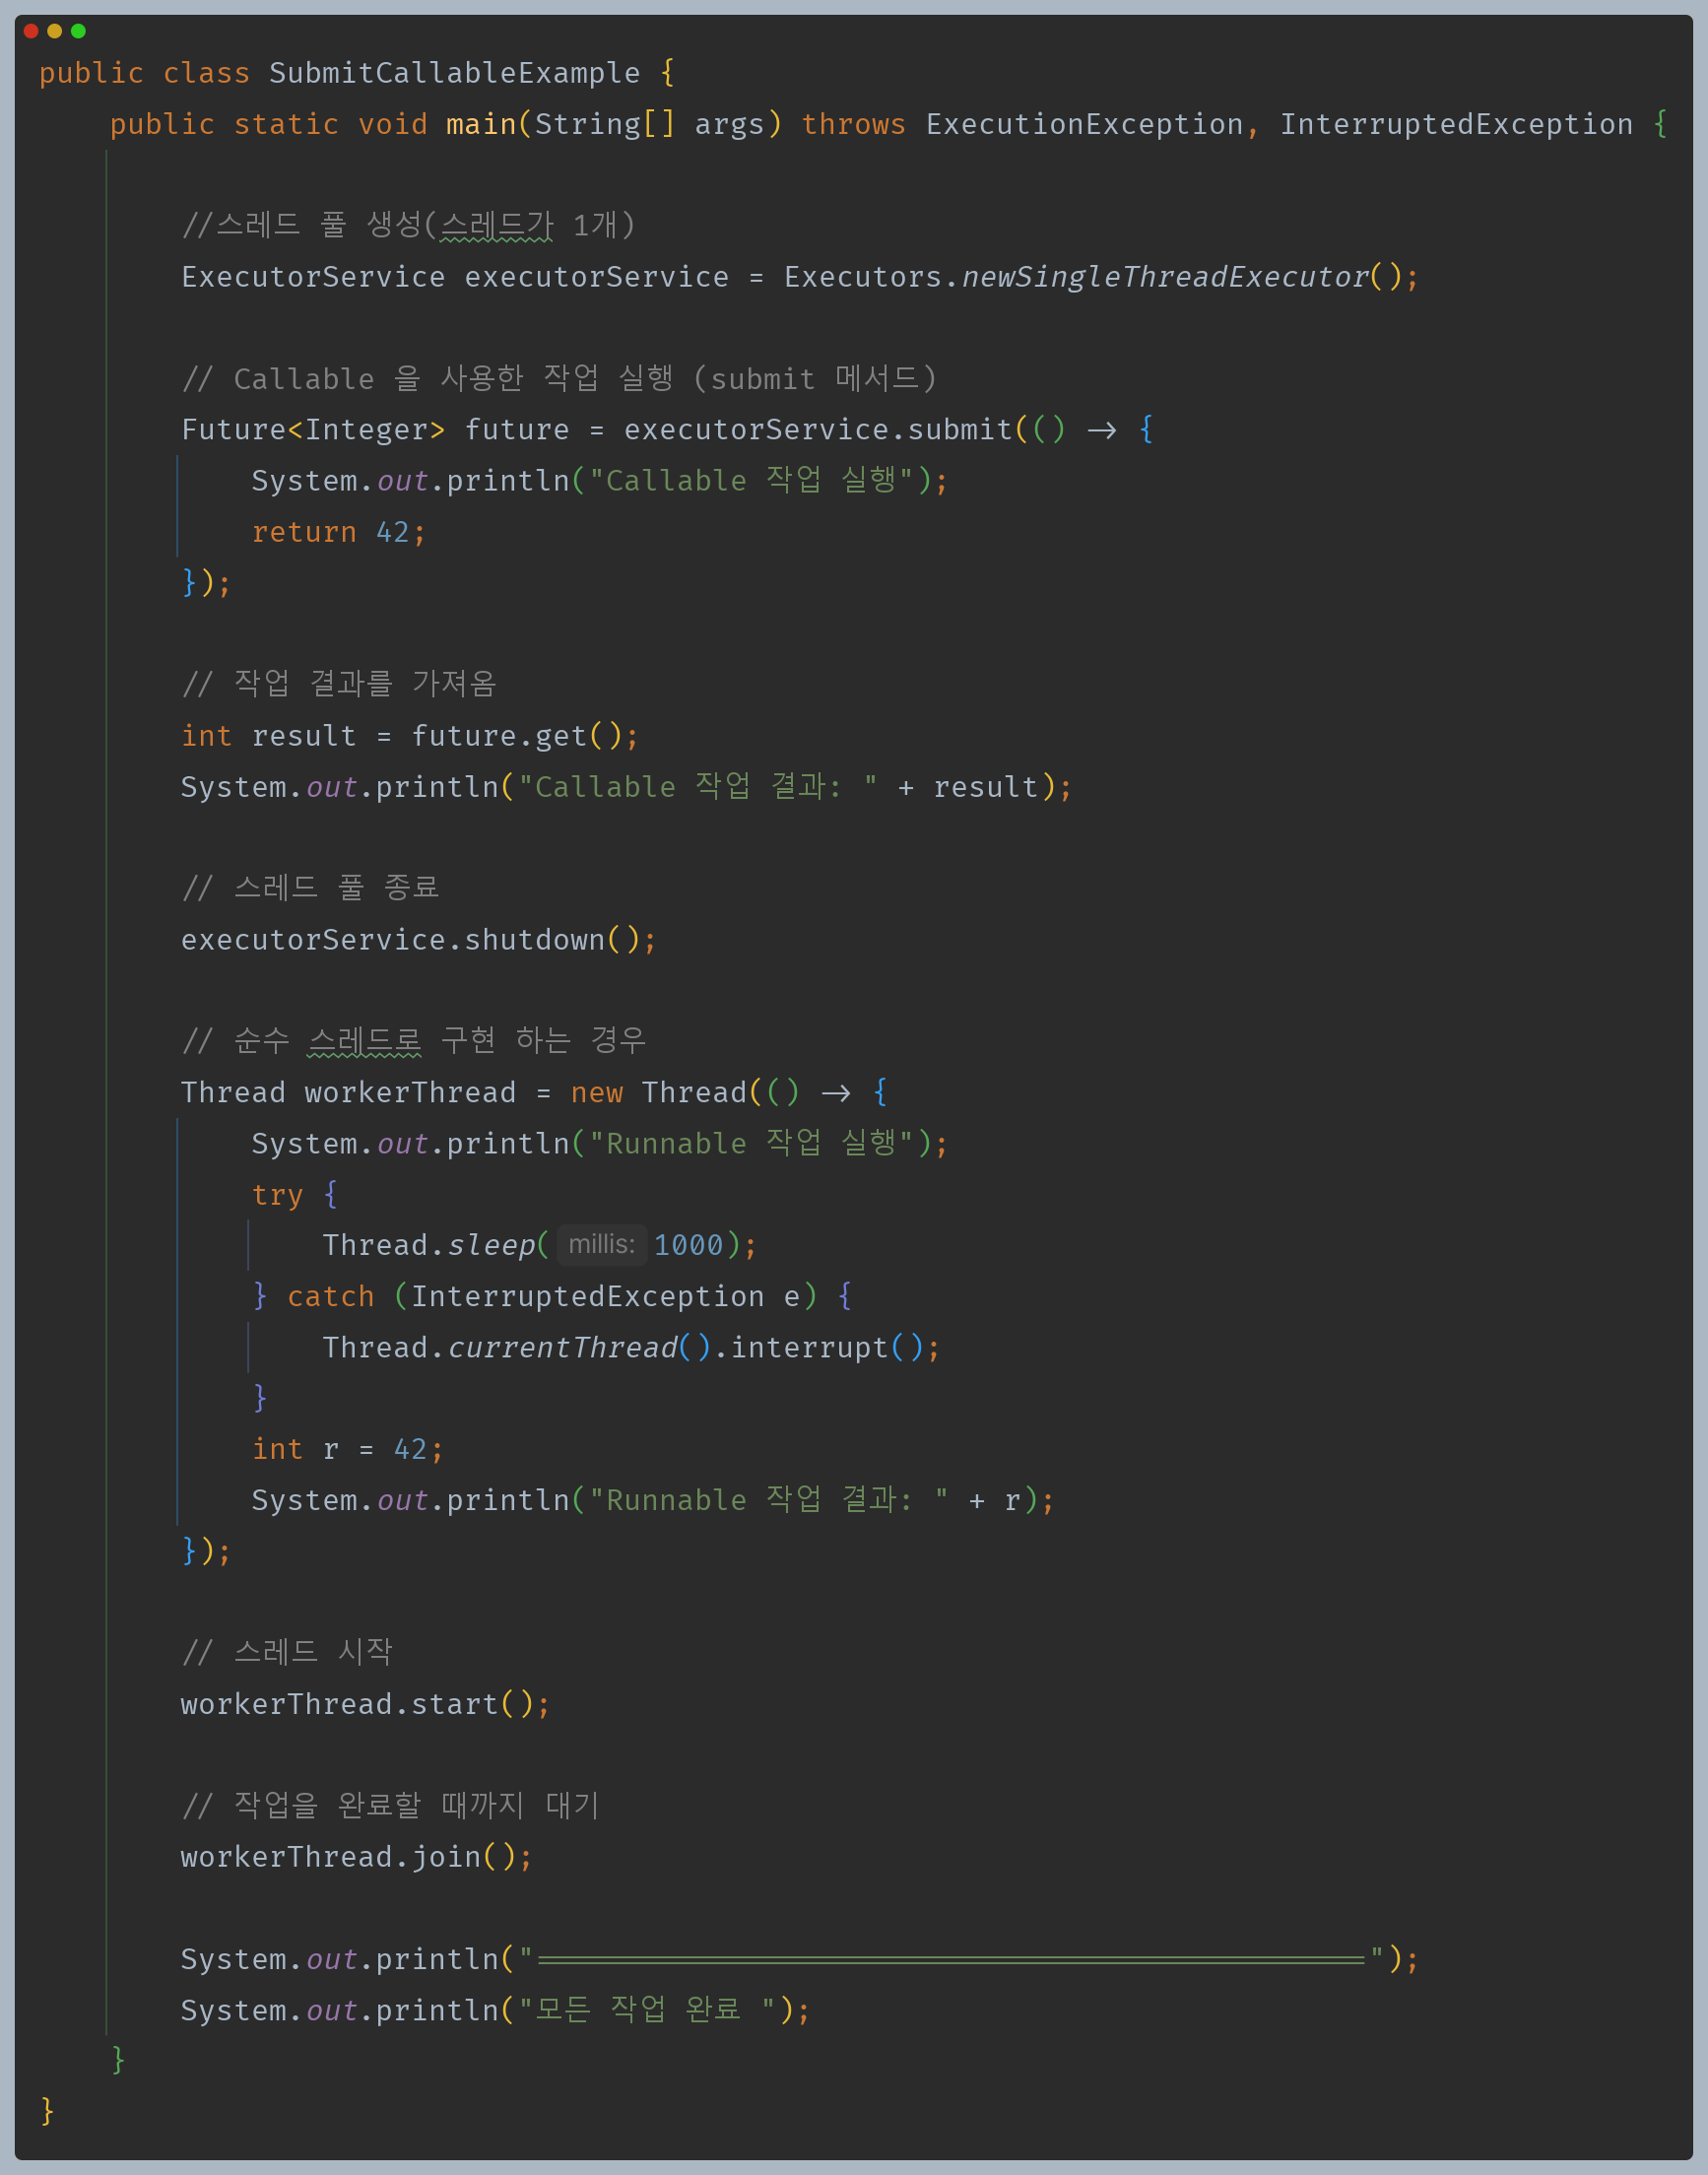 public class SubmitCallableExample {
public static void main(String[] args) throws ExecutionException, InterruptedException {
//스레드 풀 생성(스레드가 1개)
ExecutorService executorService = Executors.newSingleThreadExecutor();
// Callable 을 사용한 작업 실행 (submit 메서드)
Future<Integer> future = executorService.submit(() -> {
System.out.println("Callable 작업 실행");
return 42;
});
// 작업 결과를 가져옴
int result = future.get();
System.out.println("Callable 작업 결과: " + result);
// 스레드 풀 종료
executorService.shutdown();
// 순수 스레드로 구현 하는 경우
Thread workerThread = new Thread(() -> {
System.out.println("Runnable 작업 실행");
try {
Thread.sleep( millis: 1000);
} catch (InterruptedException e) {
Thread.currentThread().interrupt();
}
int r = 42;
System.out.println("Runnable 작업 결과: " + r);
});
// 스레드 시작
workerThread.start();
// 작업을 완료할 때까지 대기
workerThread.join();
System.out.println("===============================================");
System.out.println("모든 작업 완료 ");
}
}